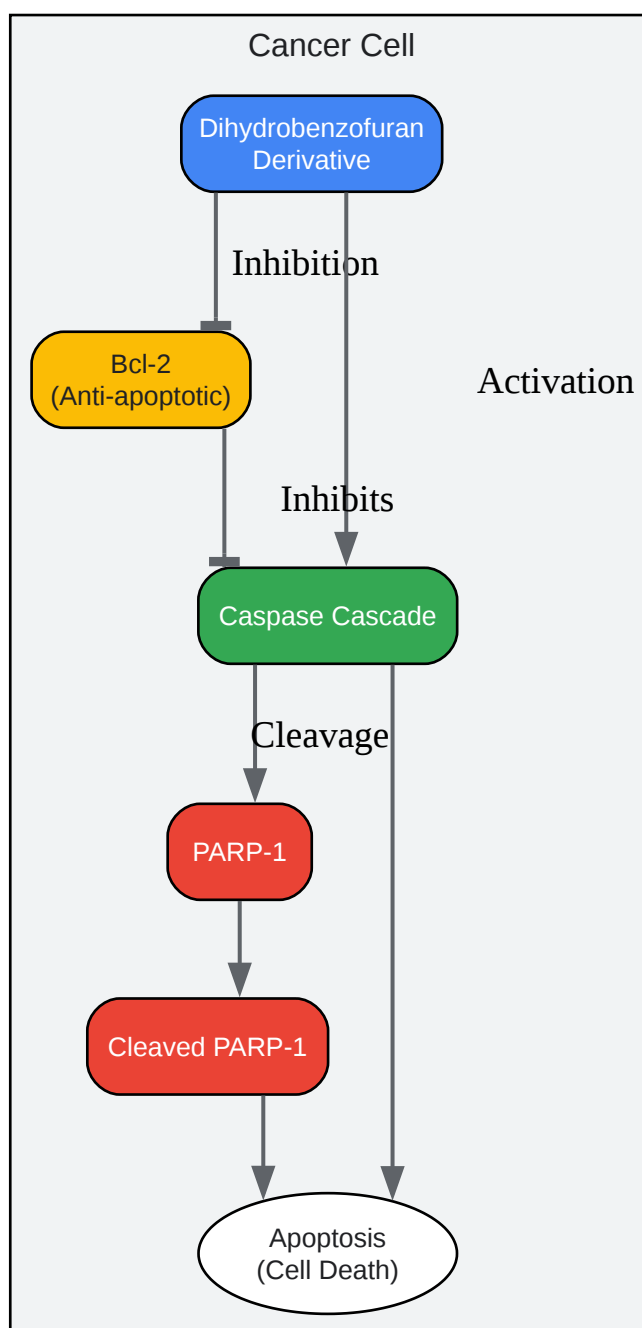 Cancer Cell
Dihydrobenzofuran
Derivative
Inhibition
Bcl-2
(Anti-apoptotic)
Activation
Inhibits
Caspase Cascade
Cleavage
PARP-1
Cleaved PARP-1
Apoptosis
(Cell Death)